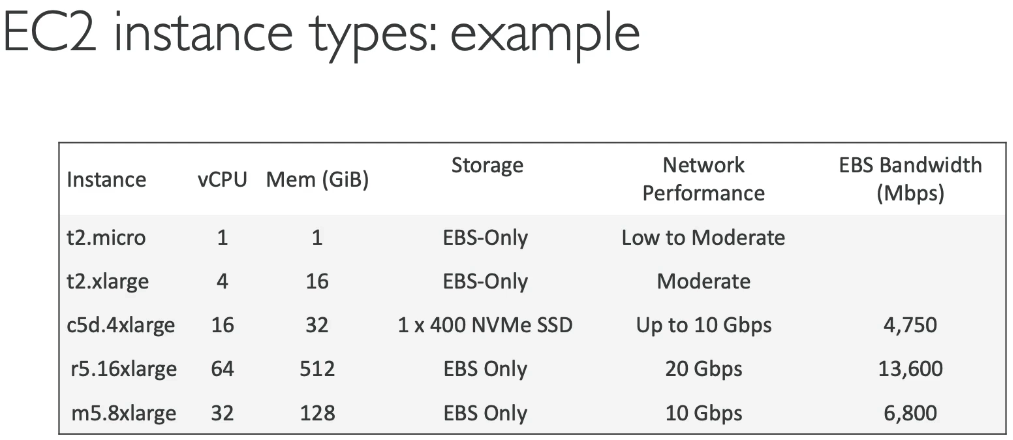 EC2 instance types: example
Instance vCPU Mem (GiB) Storage Network Performance EBS Bandwidth (Mbps)
t2.micro 1 1 EBS-Only Low to Moderate
t2.xlarge 4 16 EBS-Only Moderate
c5d.4xlarge 16 32 1 x 400 NVMe SSD Up to 10 Gbps 4,750
r5.16xlarge 64 512 EBS Only 20 Gbps 13,600
m5.8xlarge 32 128 EBS Only 10 Gbps 6,800